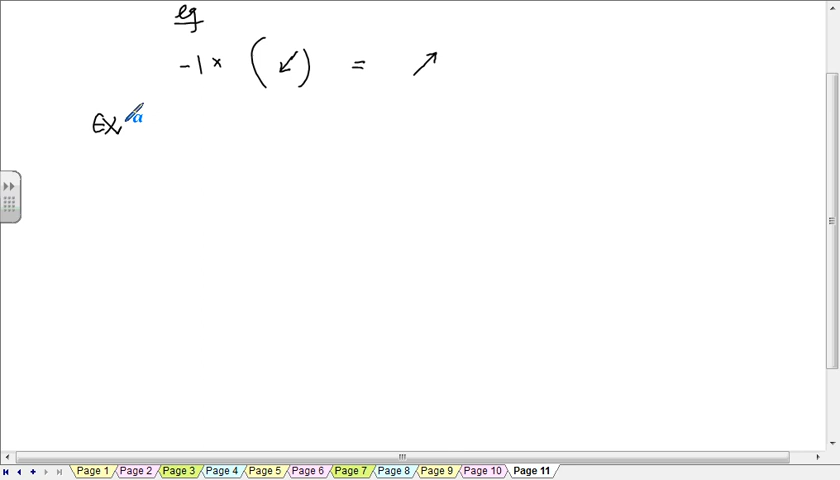 eg
-1 × ( ↙ ) = ↗
Ex
Page 1 Page 2 Page 3 Page 4 Page 5 Page 6 Page 7 Page 8 Page 9 Page 10 Page 11